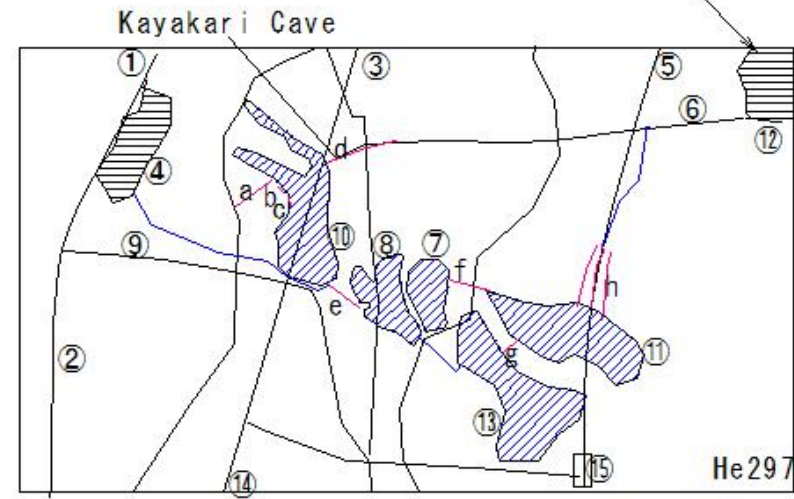 Kayakari Cave
① ③ ⑤
⑥
⑫
d
④
a b c
⑨ ⑩ ⑧ ⑦
f h
e
② g ⑪
⑬
⑭ ⑮ He297